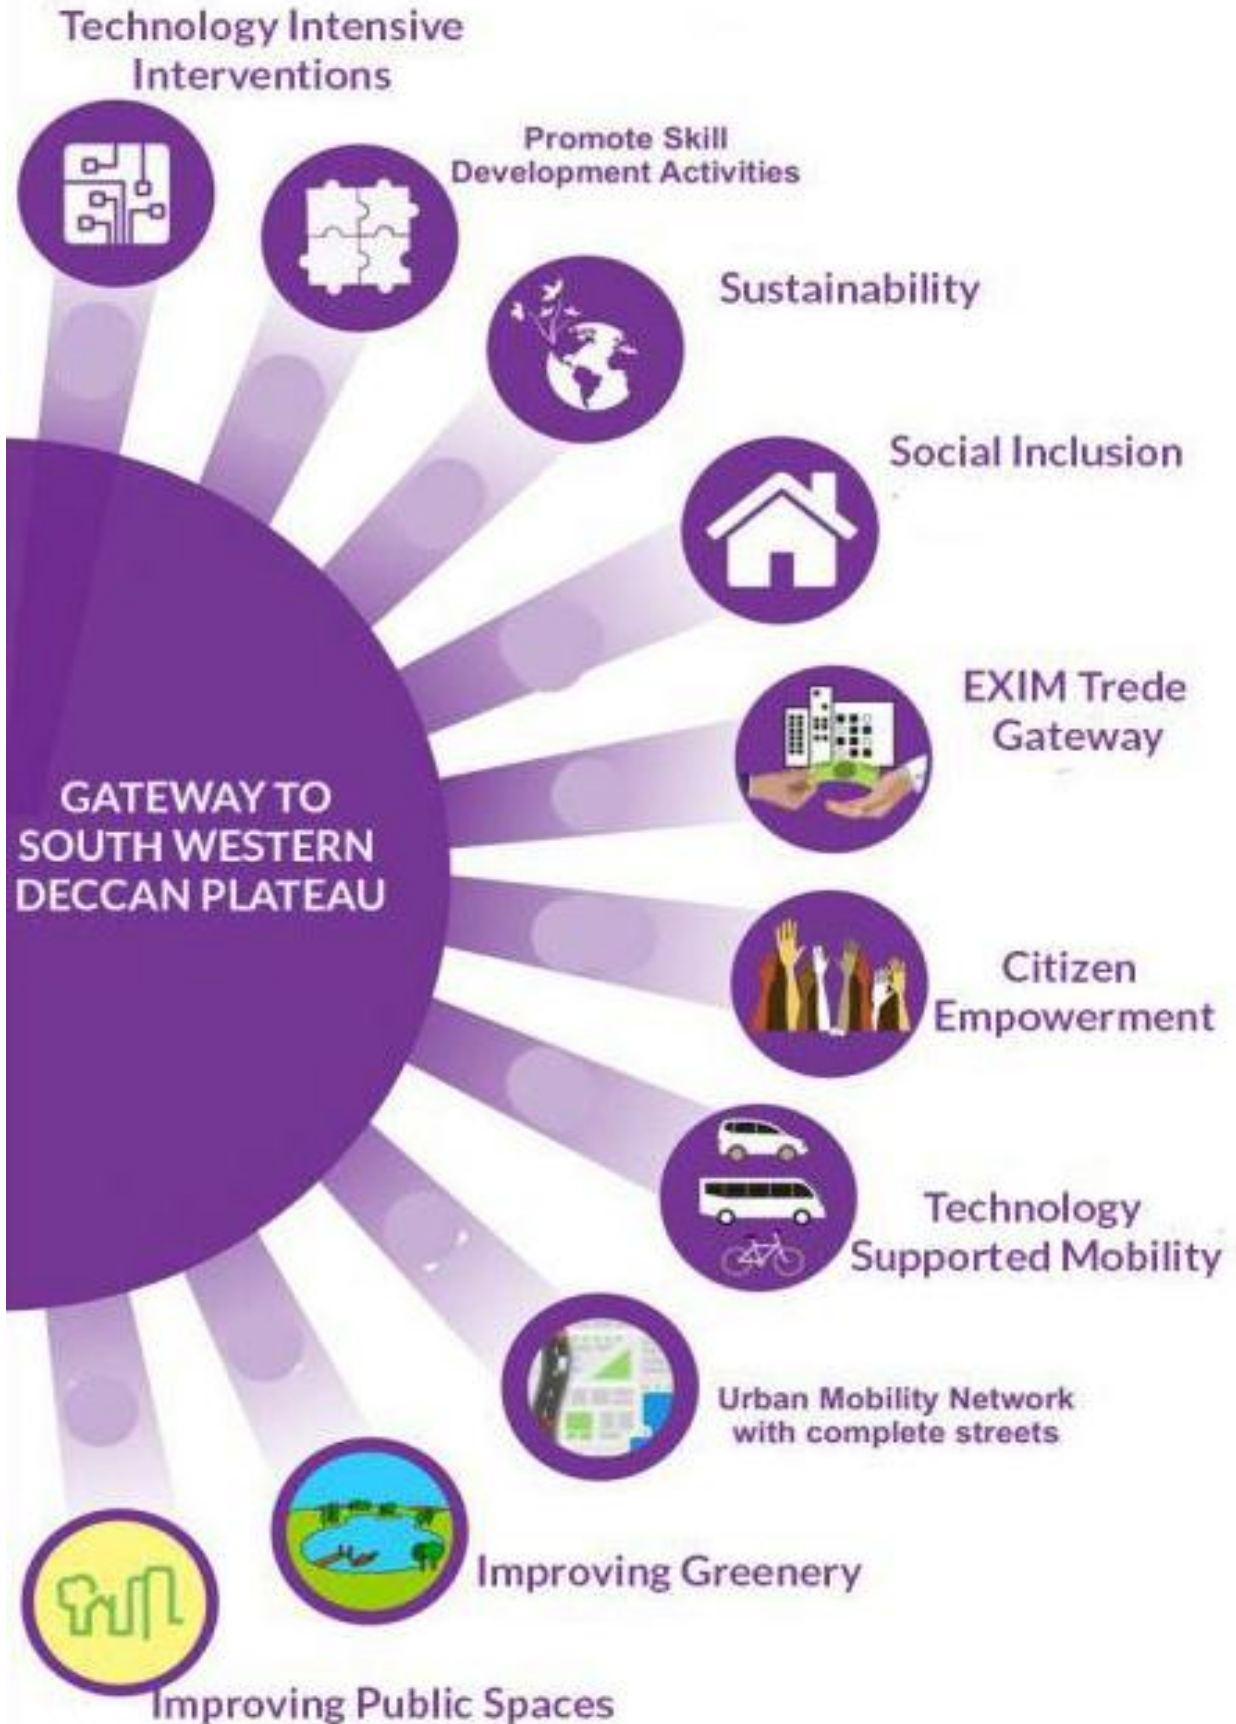 Technology Intensive
Interventions
Promote Skill
Development Activities
Sustainability
Social Inclusion
EXIM Trede
Gateway
GATEWAY TO
SOUTH WESTERN
DECCAN PLATEAU
Citizen
Empowerment
Technology
Supported Mobility
Urban Mobility Network
with complete streets
Improving Greenery
Improving Public Spaces